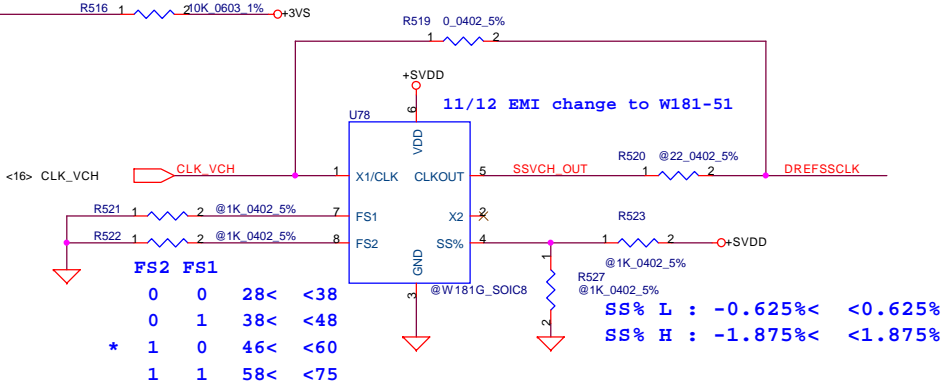 R516 1 2 10K_0603_1% +3VS
R519 0_0402_5%
1 2
+SVDD
11/12 EMI change to W181-51
U78
6
VDD
<16> CLK_VCH CLK_VCH 1 X1/CLK CLKOUT 5 SSVCH_OUT R520 1 @22_0402_5% 2 DREFSSCLK
R521 1 2 @1K_0402_5% 7 FS1 X2 2
R523
R522 1 2 @1K_0402_5% 8 FS2 SS% 4 1 2 +SVDD
@1K_0402_5%
GND
3
@W181G_SOIC8
1
R527
@1K_0402_5%
2
FS2 FS1
0 0 28< <38
0 1 38< <48
* 1 0 46< <60
1 1 58< <75
SS% L : -0.625%< <0.625%
SS% H : -1.875%< <1.875%